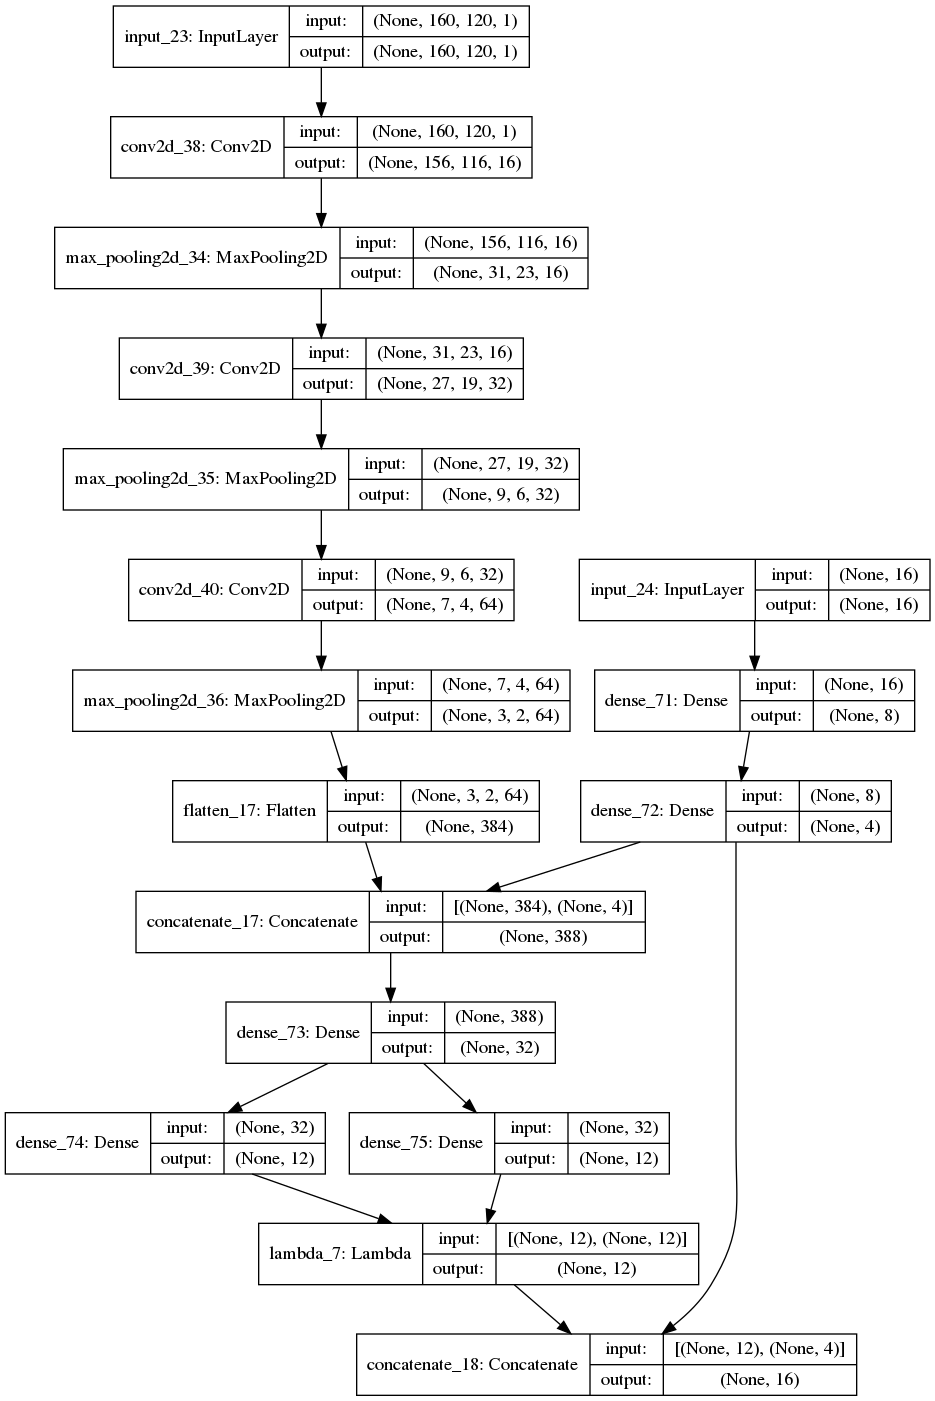 input_23: InputLayer
input: (None, 160, 120, 1)
output: (None, 160, 120, 1)
conv2d_38: Conv2D
input: (None, 160, 120, 1)
output: (None, 156, 116, 16)
max_pooling2d_34: MaxPooling2D
input: (None, 156, 116, 16)
output: (None, 31, 23, 16)
conv2d_39: Conv2D
input: (None, 31, 23, 16)
output: (None, 27, 19, 32)
max_pooling2d_35: MaxPooling2D
input: (None, 27, 19, 32)
output: (None, 9, 6, 32)
conv2d_40: Conv2D
input: (None, 9, 6, 32)
output: (None, 7, 4, 64)
input_24: InputLayer
input: (None, 16)
output: (None, 16)
max_pooling2d_36: MaxPooling2D
input: (None, 7, 4, 64)
output: (None, 3, 2, 64)
dense_71: Dense
input: (None, 16)
output: (None, 8)
flatten_17: Flatten
input: (None, 3, 2, 64)
output: (None, 384)
dense_72: Dense
input: (None, 8)
output: (None, 4)
concatenate_17: Concatenate
input: [(None, 384), (None, 4)]
output: (None, 388)
dense_73: Dense
input: (None, 388)
output: (None, 32)
dense_74: Dense
input: (None, 32)
output: (None, 12)
dense_75: Dense
input: (None, 32)
output: (None, 12)
lambda_7: Lambda
input: [(None, 12), (None, 12)]
output: (None, 12)
concatenate_18: Concatenate
input: [(None, 12), (None, 4)]
output: (None, 16)